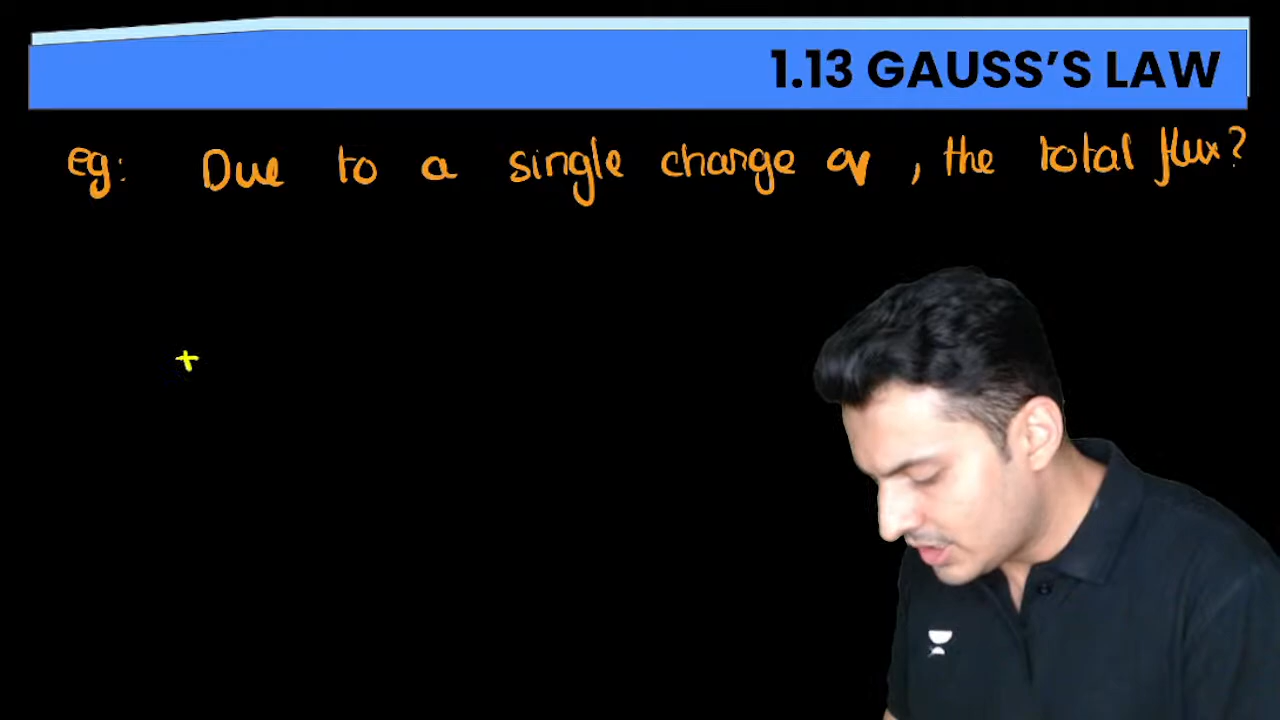 1.13 GAUSS'S LAW
eg: Due to a single charge q, the total flux?
+